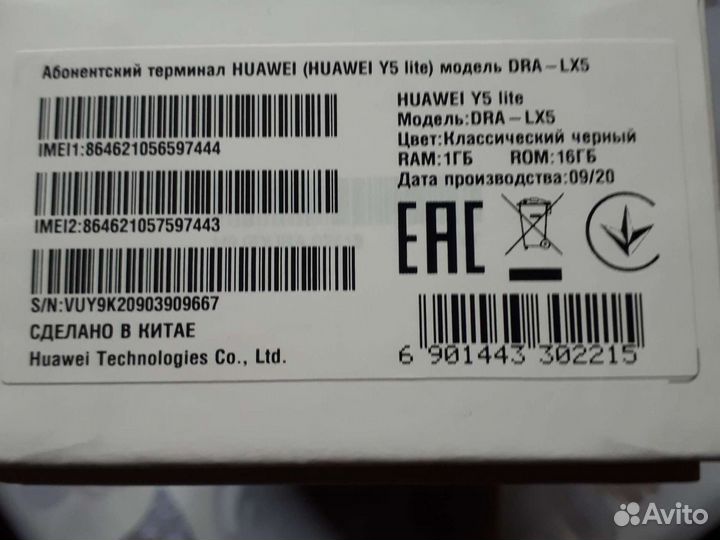 Абонентский терминал HUAWEI (HUAWEI Y5 lite) модель DRA-LX5
IMEI1:864621056597444
IMEI2:864621057597443
S/N:VUY9K20903909667
СДЕЛАНО В КИТАЕ
Huawei Technologies Co., Ltd.
HUAWEI Y5 lite
Модель:DRA-LX5
Цвет:Классический черный
RAM:1ГБ ROM:16ГБ
Дата производства:09/20
EAC
6 901443 302215
Avito